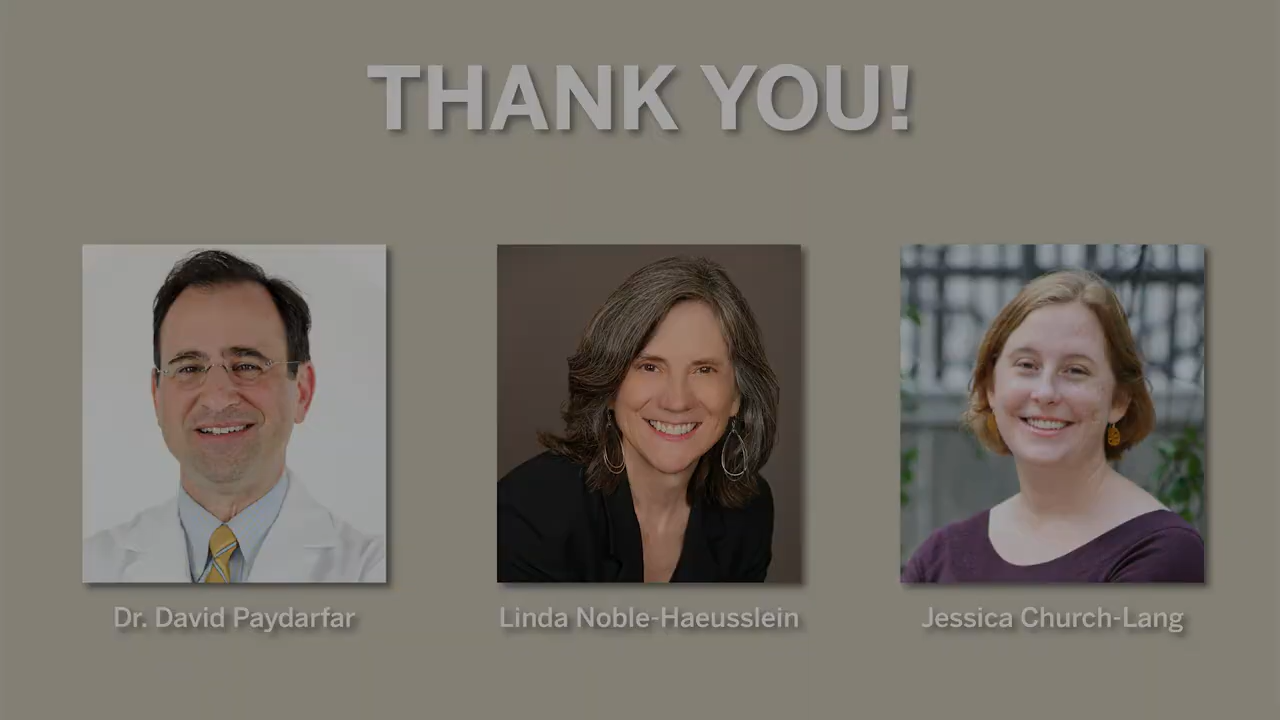 THANK YOU!
Dr. David Paydarfar
Linda Noble-Haeusslein
Jessica Church-Lang